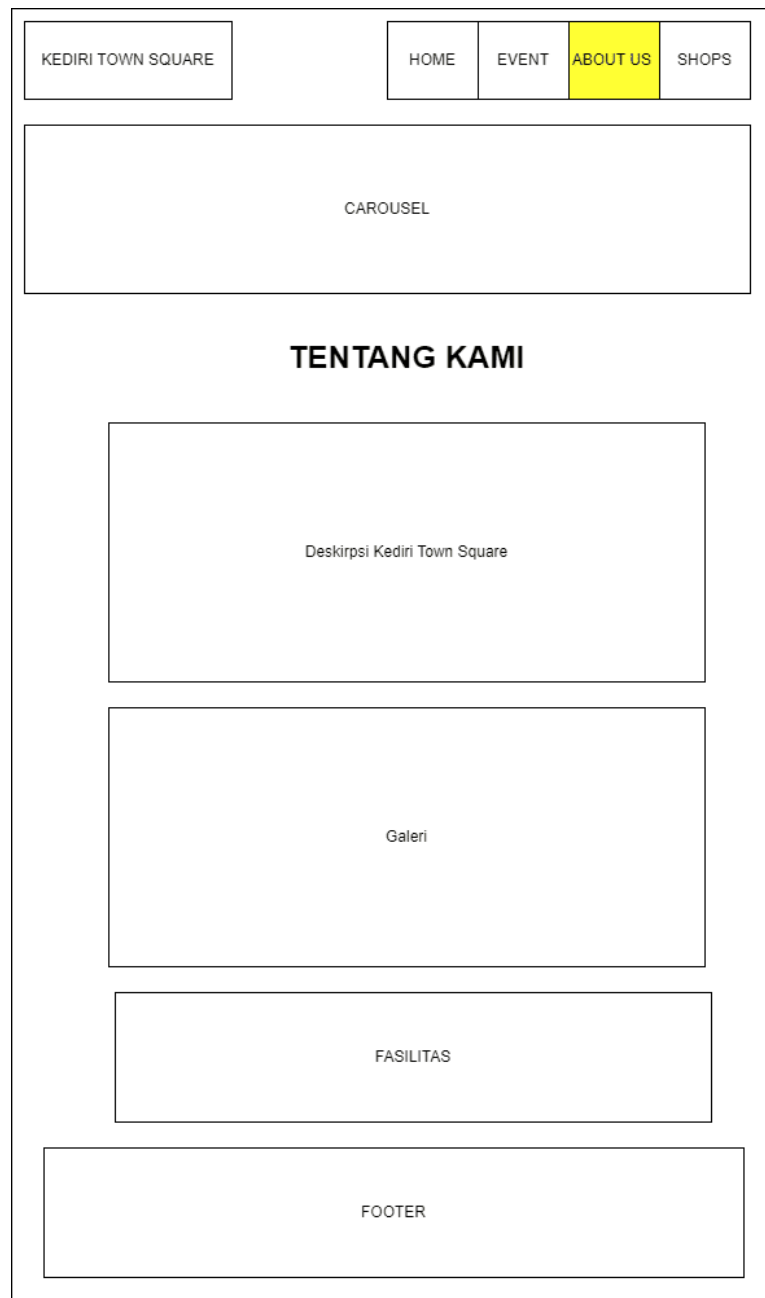 KEDIRI TOWN SQUARE
HOME
EVENT
ABOUT US
SHOPS
CAROUSEL
TENTANG KAMI
Deskirpsi Kediri Town Square
Galeri
FASILITAS
FOOTER